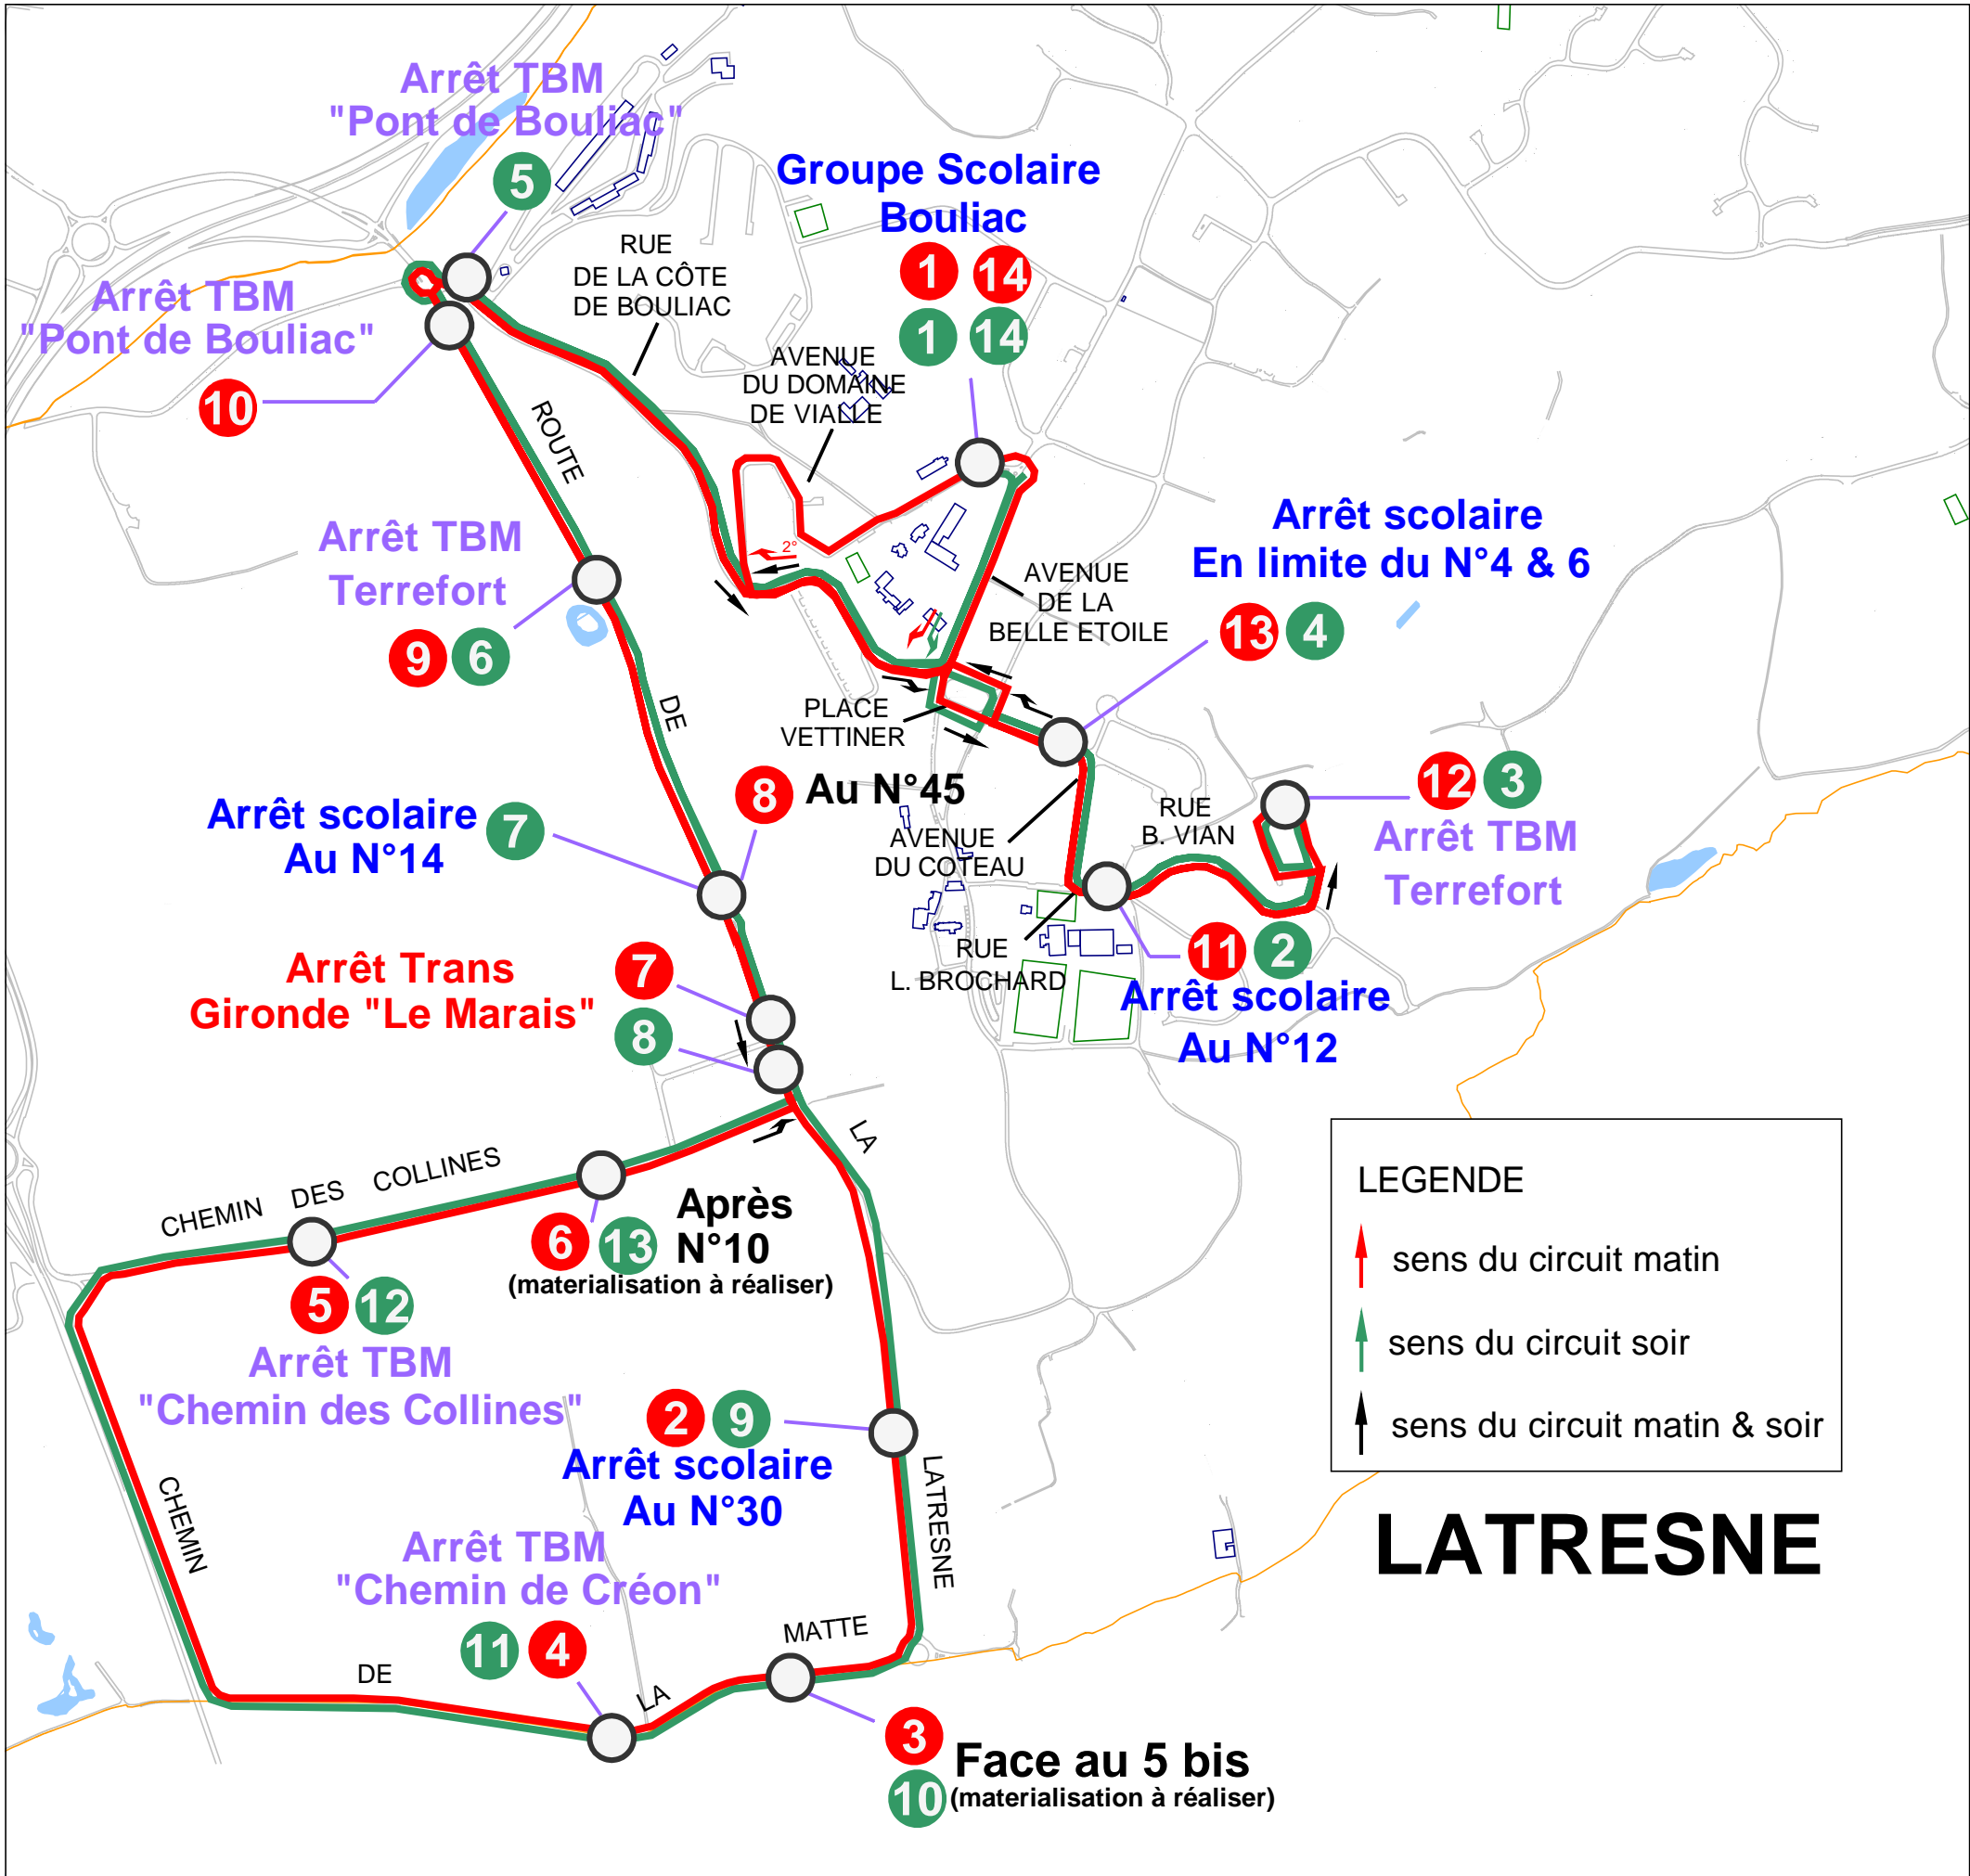 Arrêt TBM
"Pont de Bouliac"
5
Groupe Scolaire
Bouliac
1 14
1 14
RUE
DE LA CÔTE
DE BOULIAC
Arrêt TBM
"Pont de Bouliac"
10
AVENUE
DU DOMAINE
DE VIALLE
ROUTE
Arrêt TBM
Terrefort
9 6
2°
Arrêt scolaire
En limite du N°4 & 6
13 4
AVENUE
DE LA
BELLE ETOILE
DE
PLACE
VETTINER
8 Au N°45
Arrêt scolaire
Au N°14
7
AVENUE
DU COTEAU
RUE
B. VIAN
12 3
Arrêt TBM
Terrefort
RUE
L. BROCHARD
11 2
Arrêt scolaire
Au N°12
Arrêt Trans
Gironde "Le Marais"
7
8
LA
CHEMIN DES COLLINES
6 13
Après
N°10
(materialisation à réaliser)
5 12
Arrêt TBM
"Chemin des Collines"
2 9
Arrêt scolaire
Au N°30
LATRESNE
CHEMIN
Arrêt TBM
"Chemin de Créon"
11 4
DE
LA
MATTE
3
10
Face au 5 bis
(materialisation à réaliser)
LEGENDE
sens du circuit matin
sens du circuit soir
sens du circuit matin & soir
LATRESNE